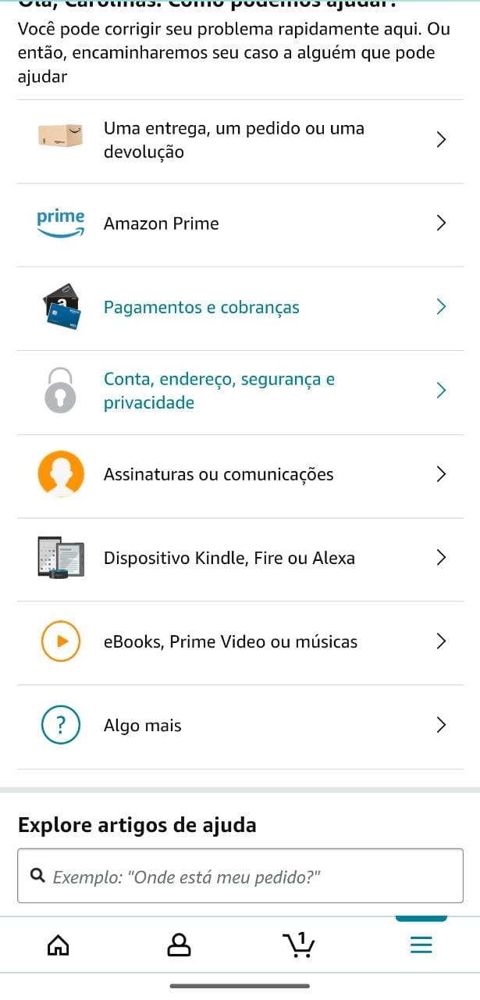 Olá, Carolinas. Como podemos ajudar?
Você pode corrigir seu problema rapidamente aqui. Ou
então, encaminharemos seu caso a alguém que pode
ajudar
Uma entrega, um pedido ou uma
devolução
prime
Amazon Prime
a
Pagamentos e cobranças
Conta, endereço, segurança e
privacidade
Assinaturas ou comunicações
Dispositivo Kindle, Fire ou Alexa
eBooks, Prime Video ou músicas
?
Algo mais
Explore artigos de ajuda
Exemplo: "Onde está meu pedido?"
1